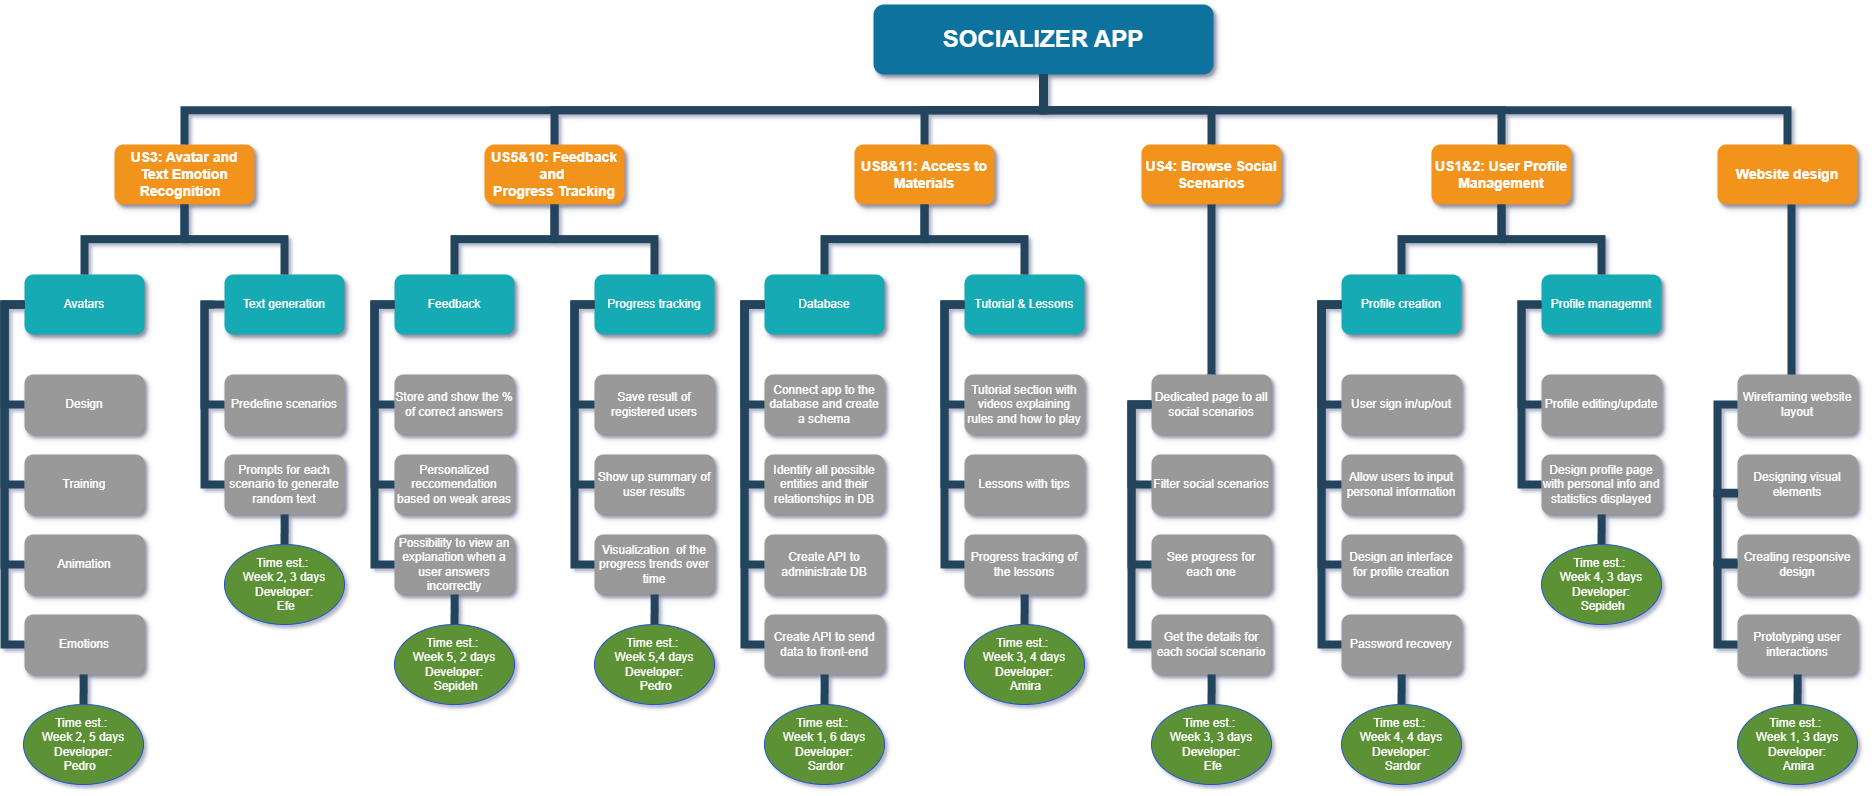 SOCIALIZER APP
US3: Avatar and
Text Emotion
Recognition
US5&10: Feedback
and
Progress Tracking
US8&11: Access to
Materials
US4: Browse Social
Scenarios
US1&2: User Profile
Management
Website design
Avatars
Text generation
Feedback
Progress tracking
Database
Tutorial & Lessons
Profile creation
Profile managemnt
Design
Predefine scenarios
Store and show the %
of correct answers
Save result of
registered users
Connect app to the
database and create
a schema
Tutorial section with
videos explaining
rules and how to play
Dedicated page to all
social scenarios
User sign in/up/out
Profile editing/update
Wireframing website
layout
Training
Prompts for each
scenario to generate
random text
Personalized
reccomendation
based on weak areas
Show up summary of
user results
Identify all possible
entities and their
relationships in DB
Lessons with tips
Filter social scenarios
Allow users to input
personal information
Design profile page
with personal info and
statistics displayed
Designing visual
elements
Animation
Time est.:
Week 2, 3 days
Developer:
Efe
Possibility to view an
explanation when a
user answers
incorrectly
Visualization  of the
progress trends over
time
Create API to
administrate DB
Progress tracking of
the lessons
See progress for
each one
Design an interface
for profile creation
Time est.:
Week 4, 3 days
Developer:
Sepideh
Creating responsive
design
Emotions
Time est.:
Week 5, 2 days
Developer:
Sepideh
Time est.:
Week 5,4 days
Developer:
Pedro
Create API to send
data to front-end
Time est.:
Week 3, 4 days
Developer:
Amira
Get the details for
each social scenario
Password recovery
Prototyping user
interactions
Time est.:
Week 2, 5 days
Developer:
Pedro
Time est.:
Week 1, 6 days
Developer:
Sardor
Time est.:
Week 3, 3 days
Developer:
Efe
Time est.:
Week 4, 4 days
Developer:
Sardor
Time est.:
Week 1, 3 days
Developer:
Amira